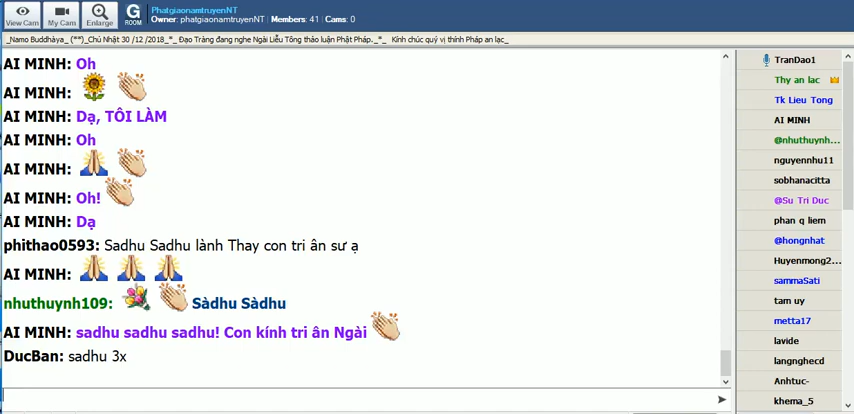 PhatgiaonamtruyenNT
Owner: phatgiaonamtruyenNT | Members: 41 | Cams: 0
View Cam
My Cam
Enlarge
G
ROOM
_Namo Buddhàya_ (**)_Chủ Nhật 30 /12 /2018_*_ Đạo Tràng đang nghe Ngài Liễu Tông thảo luận Phật Pháp._*_ Kính chúc quý vị thính Pháp an lạc_
AI MINH: Oh
AI MINH:
AI MINH: Dạ, TÔI LÀM
AI MINH: Oh
AI MINH:
AI MINH: Oh!
AI MINH: Dạ
phithao0593: Sadhu Sadhu lành Thay con tri ân sư ạ
AI MINH:
nhuthuynh109: Sàdhu Sàdhu
AI MINH: sadhu sadhu sadhu! Con kính tri ân Ngài
DucBan: sadhu 3x
TranDao1
Thy an lac
Tk Lieu Tong
AI MINH
@nhuthuynh...
nguyennhu11
sobhanacitta
@Su Tri Duc
phan q liem
@hongnhat
Huyenmong2...
sammaSati
tam uy
metta17
lavide
langnghecd
Anhtuc-
khema_5